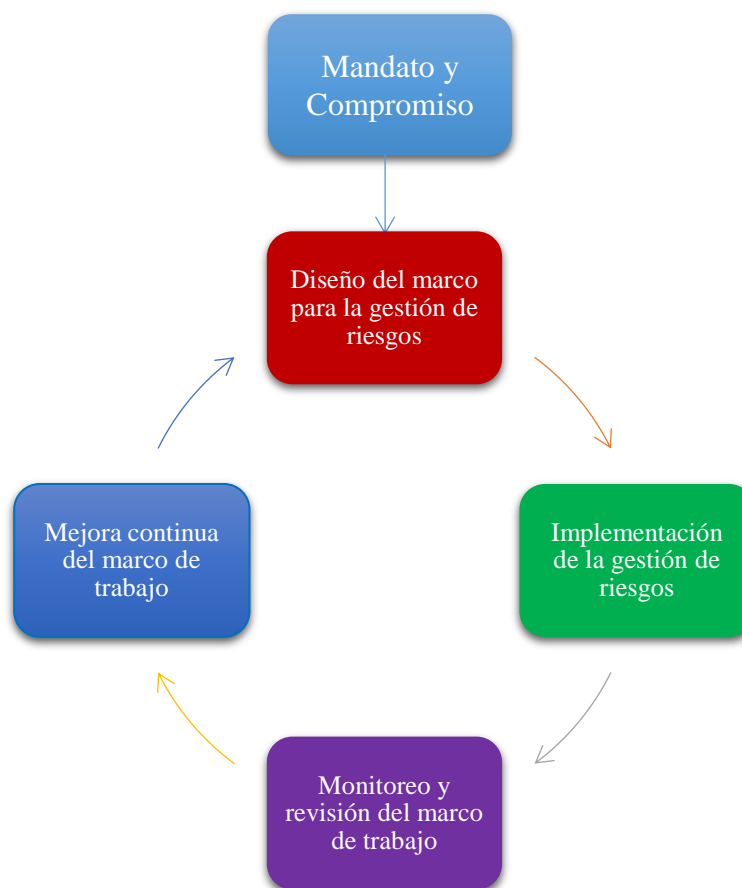 Mandato y
Compromiso
Diseño del marco
para la gestión de
riesgos
Mejora continua
del marco de
trabajo
Implementación
de la gestión de
riesgos
Monitoreo y
revisión del marco
de trabajo